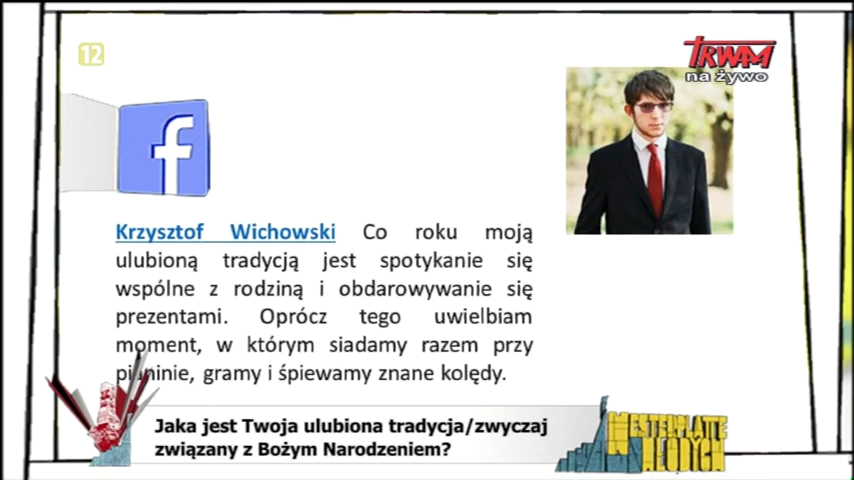 12
TRWAM
na żywo
f
Krzysztof Wichowski Co roku moją
ulubioną tradycją jest spotykanie się
wspólne z rodziną i obdarowywanie się
prezentami. Oprócz tego uwielbiam
moment, w którym siadamy razem przy
pianinie, gramy i śpiewamy znane kolędy.
Jaka jest Twoja ulubiona tradycja/zwyczaj
związany z Bożym Narodzeniem?
WESTERPLATTE
MŁODYCH